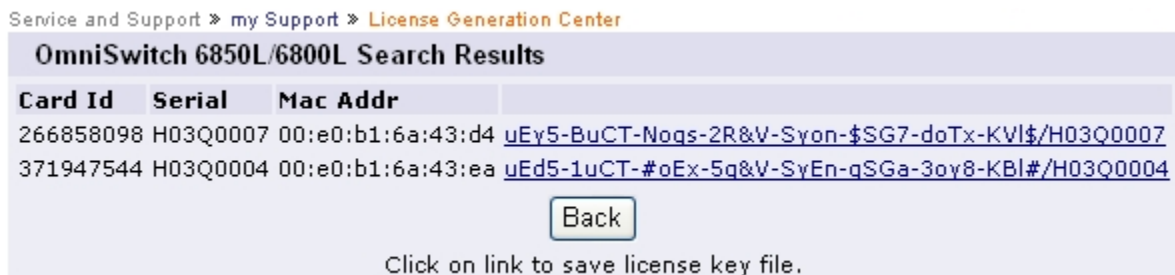 Service and Support » my Support » License Generation Center
OmniSwitch 6850L/6800L Search Results
Card Id Serial Mac Addr
266858098 H03Q0007 00:e0:b1:6a:43:d4 uEy5-BuCT-Noqs-2R&V-Syon-$SG7-doTx-KVl$/H03Q0007
371947544 H03Q0004 00:e0:b1:6a:43:ea uEd5-1uCT-#oEx-5q&V-SyEn-qSGa-3oy8-KBl#/H03Q0004
Back
Click on link to save license key file.